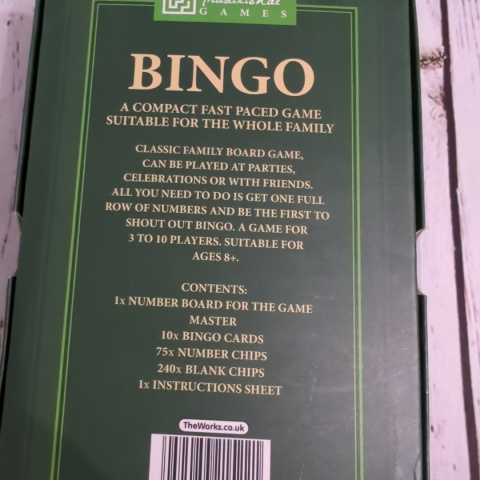 Traditional
GAMES
BINGO
A COMPACT FAST PACED GAME
SUITABLE FOR THE WHOLE FAMILY
CLASSIC FAMILY BOARD GAME,
CAN BE PLAYED AT PARTIES,
CELEBRATIONS OR WITH FRIENDS.
ALL YOU NEED TO DO IS GET ONE FULL
ROW OF NUMBERS AND BE THE FIRST TO
SHOUT OUT BINGO. A GAME FOR
3 TO 10 PLAYERS. SUITABLE FOR
AGES 8+.
CONTENTS:
1x NUMBER BOARD FOR THE GAME
MASTER
10x BINGO CARDS
75x NUMBER CHIPS
240x BLANK CHIPS
1x INSTRUCTIONS SHEET
TheWorks.co.uk